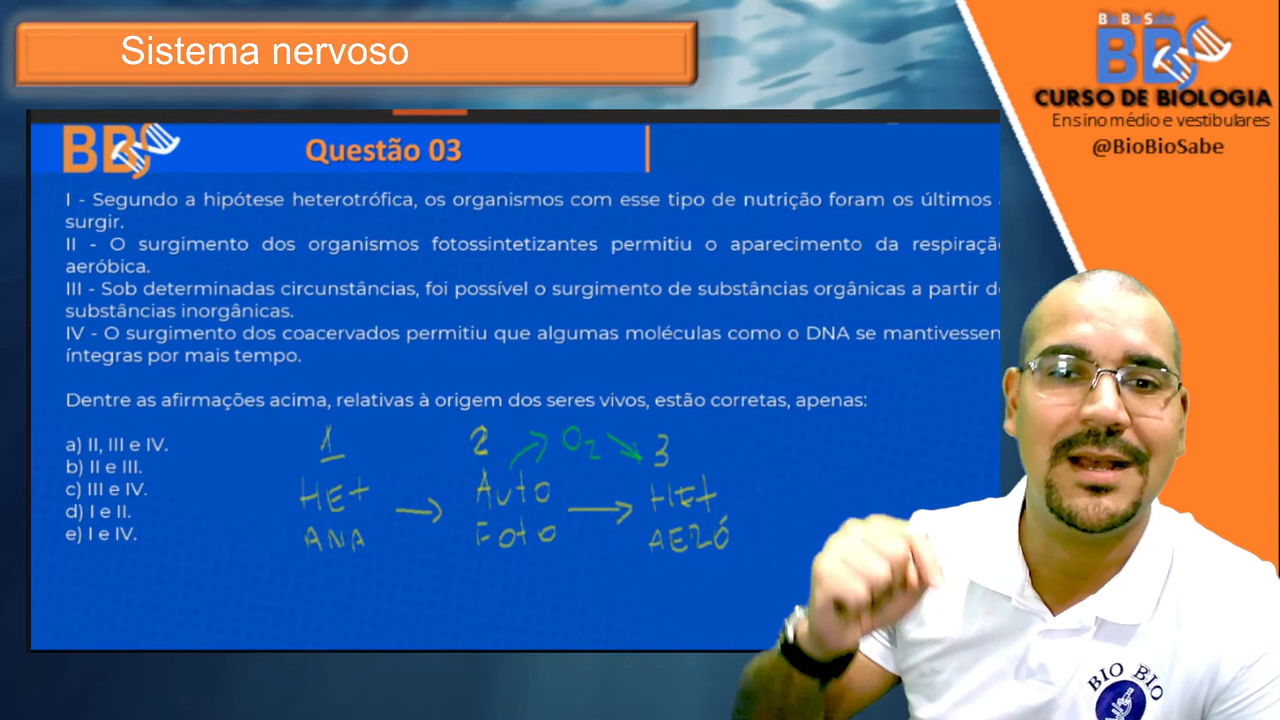 Sistema nervoso
Bio Bio Sabe
BBS
CURSO DE BIOLOGIA
Ensino médio e vestibulares
@BioBioSabe
BBS
Questão 03
I - Segundo a hipótese heterotrófica, os organismos com esse tipo de nutrição foram os últimos
surgir.
II - O surgimento dos organismos fotossintetizantes permitiu o aparecimento da respiraçã
aeróbica.
III - Sob determinadas circunstâncias, foi possível o surgimento de substâncias orgânicas a partir d
substâncias inorgânicas.
IV - O surgimento dos coacervados permitiu que algumas moléculas como o DNA se mantivessem
íntegras por mais tempo.
Dentre as afirmações acima, relativas à origem dos seres vivos, estão corretas, apenas:
a) II, III e IV.
b) II e III.
c) III e IV.
d) I e II.
e) I e IV.
1 2 O2 3
HET Auto HET
ANA Foto AERÓ
BIO BIO